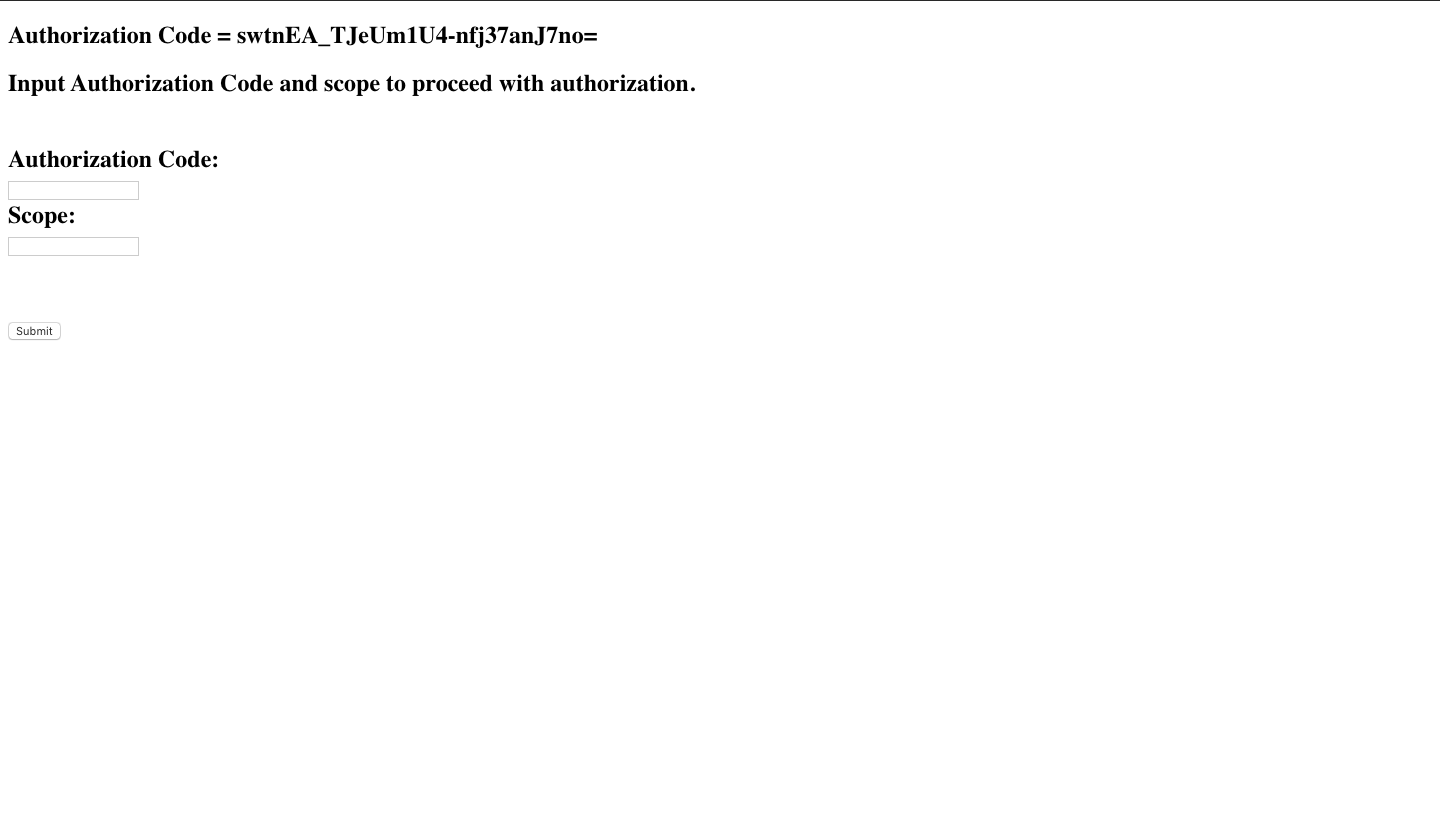 Authorization Code = swtnEA_TJeUm1U4-nfj37anJ7no=
Input Authorization Code and scope to proceed with authorization.
Authorization Code:
Scope:
Submit